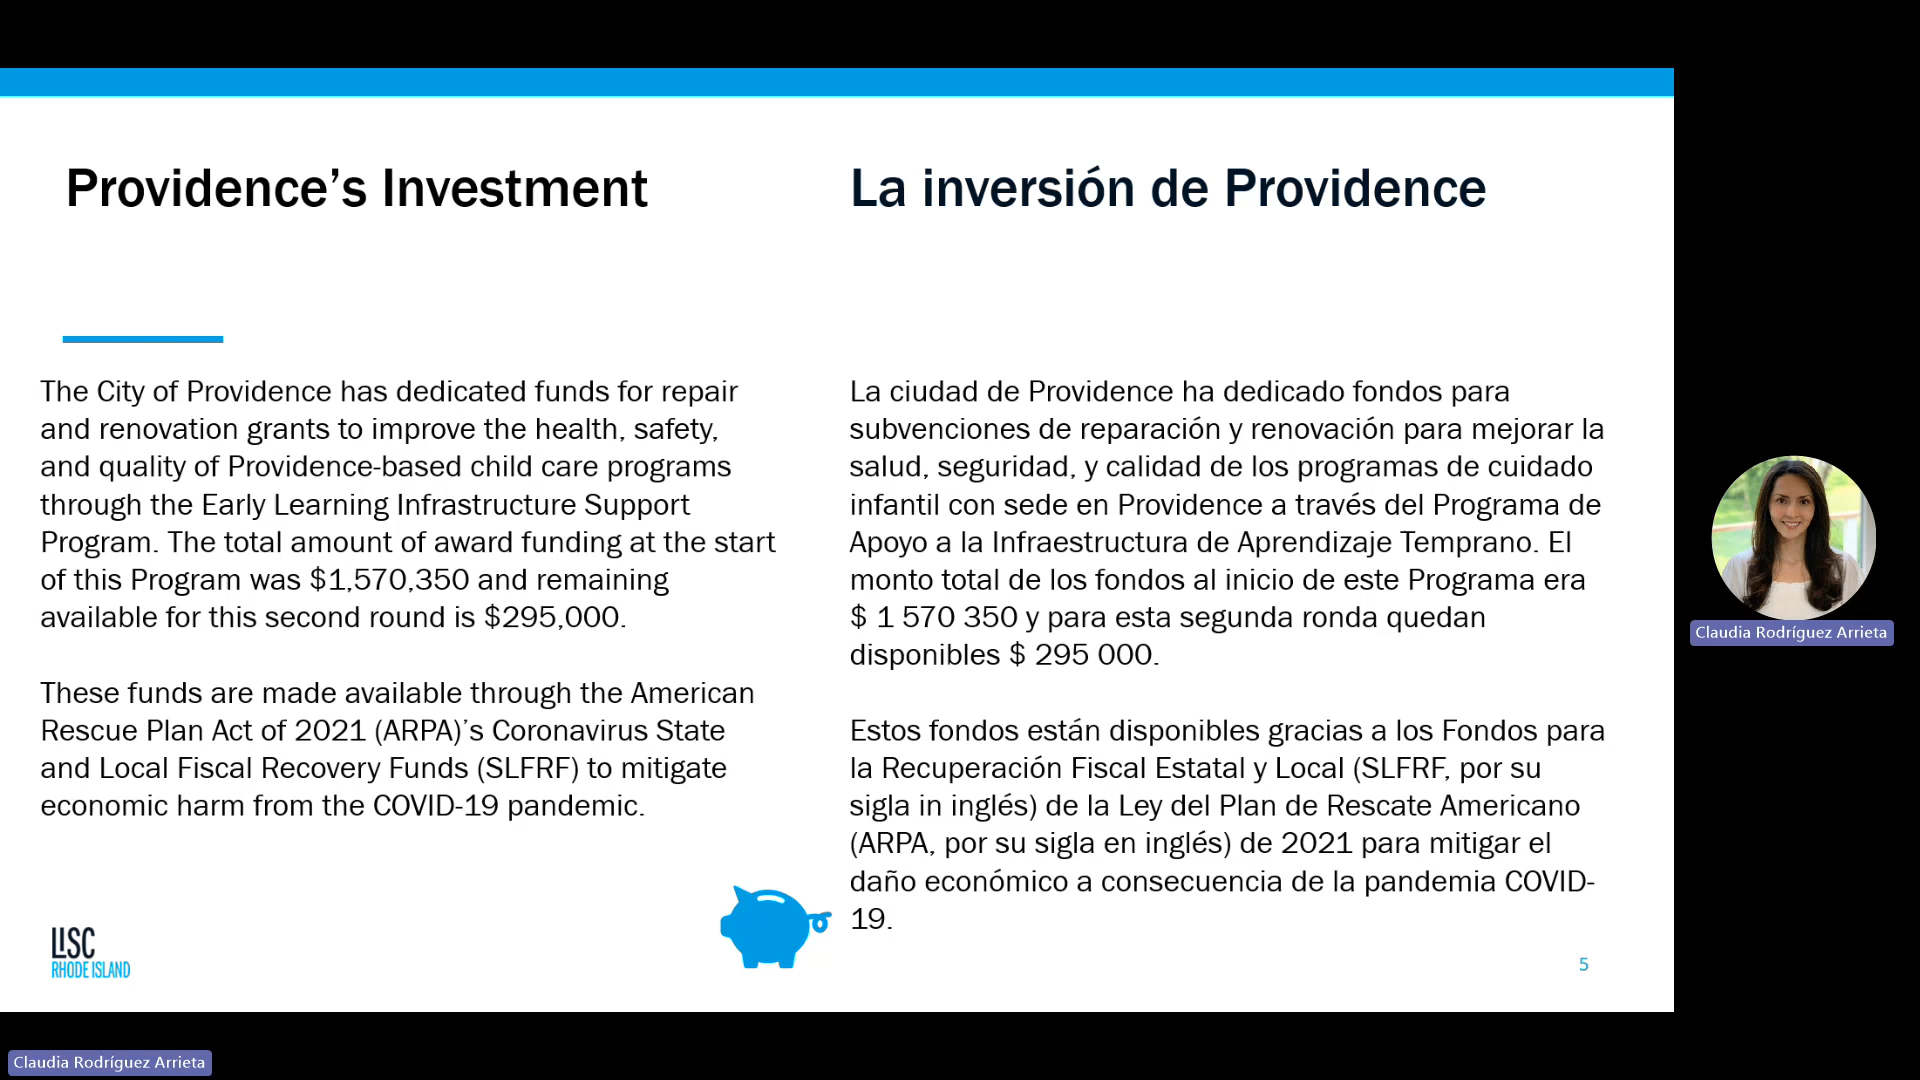 Providence’s Investment
The City of Providence has dedicated funds for repair
and renovation grants to improve the health, safety,
and quality of Providence-based child care programs
through the Early Learning Infrastructure Support
Program. The total amount of award funding at the start
of this Program was $1,570,350 and remaining
available for this second round is $295,000.
These funds are made available through the American
Rescue Plan Act of 2021 (ARPA)’s Coronavirus State
and Local Fiscal Recovery Funds (SLFRF) to mitigate
economic harm from the COVID-19 pandemic.
La inversión de Providence
La ciudad de Providence ha dedicado fondos para
subvenciones de reparación y renovación para mejorar la
salud, seguridad, y calidad de los programas de cuidado
infantil con sede en Providence a través del Programa de
Apoyo a la Infraestructura de Aprendizaje Temprano. El
monto total de los fondos al inicio de este Programa era
$ 1 570 350 y para esta segunda ronda quedan
disponibles $ 295 000.
Estos fondos están disponibles gracias a los Fondos para
la Recuperación Fiscal Estatal y Local (SLFRF, por su
sigla in inglés) de la Ley del Plan de Rescate Americano
(ARPA, por su sigla en inglés) de 2021 para mitigar el
daño económico a consecuencia de la pandemia COVID-
19.
LISC
RHODE ISLAND
5
Claudia Rodríguez Arrieta
Claudia Rodríguez Arrieta